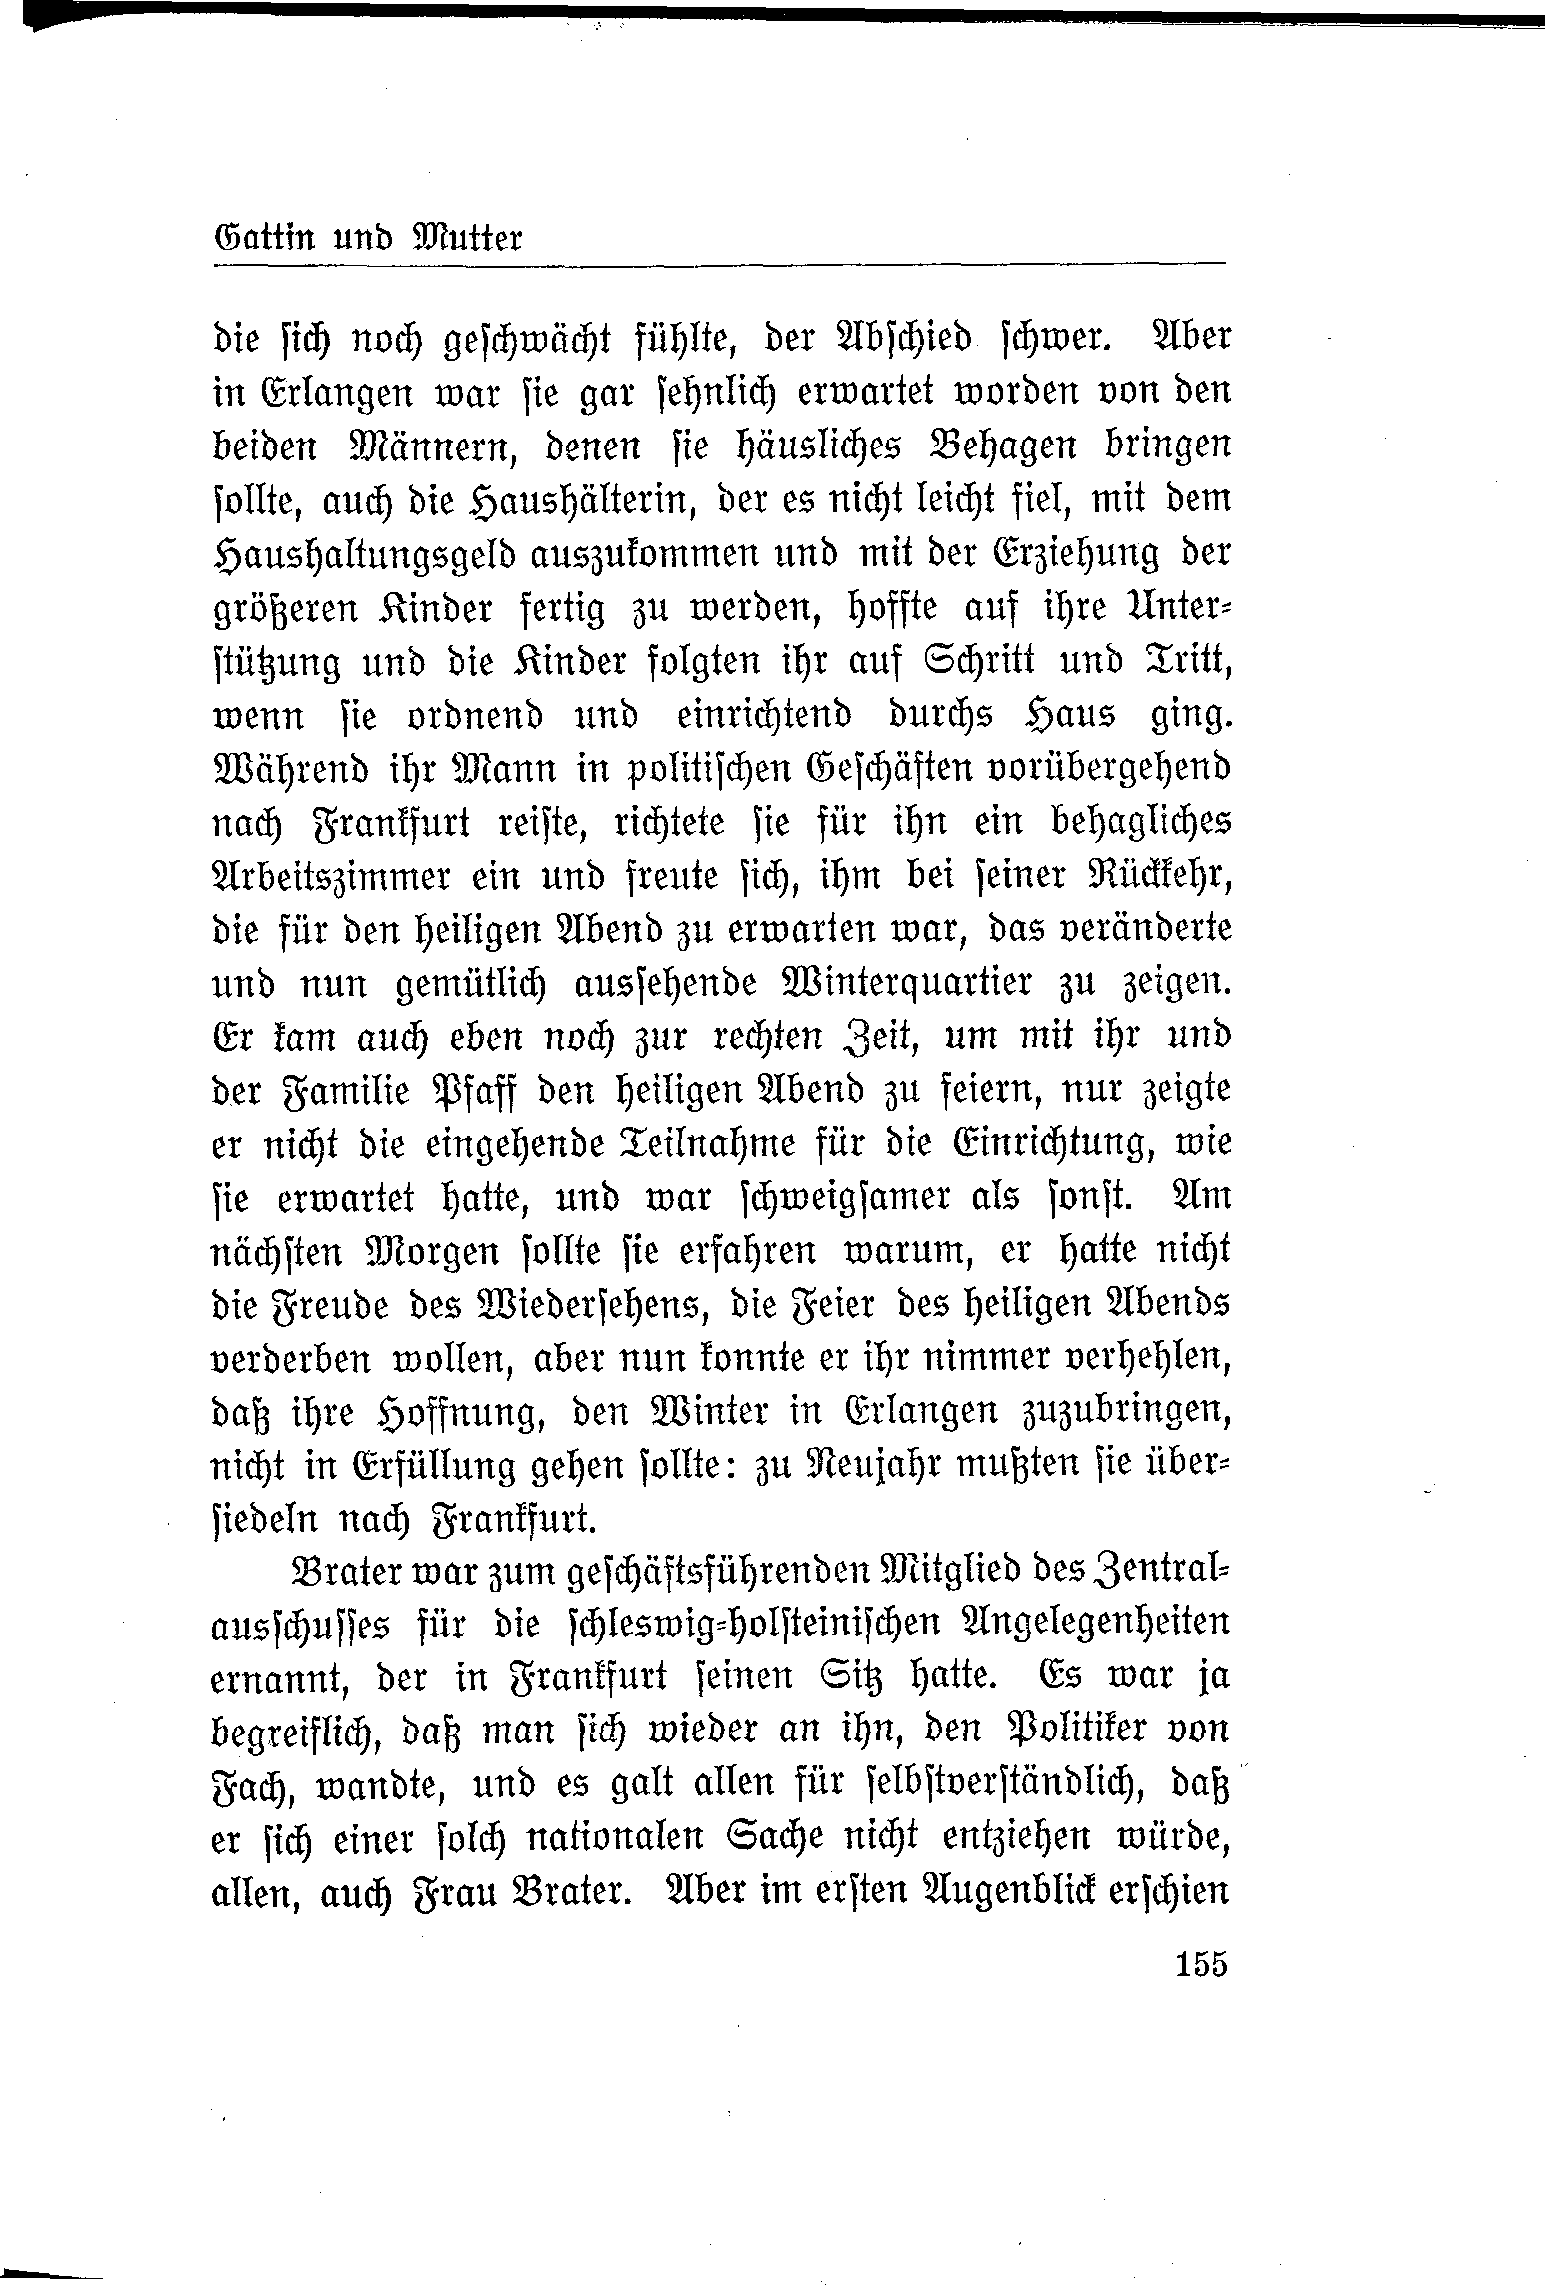 Gattin und Mutter
die sich noch geschwächt fühlte, der Abschied schwer. Aber
in Erlangen war sie gar sehnlich erwartet worden von den
beiden Männern, denen sie häusliches Behagen bringen
sollte, auch die Haushälterin, der es nicht leicht fiel, mit dem
Haushaltungsgeld auszukommen und mit der Erziehung der
größeren Kinder fertig zu werden, hoffte auf ihre Unter-
stützung und die Kinder folgten ihr auf Schritt und Tritt,
wenn sie ordnend und einrichtend durchs Haus ging.
Während ihr Mann in politischen Geschäften vorübergehend
nach Frankfurt reiste, richtete sie für ihn ein behagliches
Arbeitszimmer ein und freute sich, ihm bei seiner Rückkehr,
die für den heiligen Abend zu erwarten war, das veränderte
und nun gemütlich aussehende Winterquartier zu zeigen.
Er kam auch eben noch zur rechten Zeit, um mit ihr und
der Familie Pfaff den heiligen Abend zu feiern, nur zeigte
er nicht die eingehende Teilnahme für die Einrichtung, wie
sie erwartet hatte, und war schweigsamer als sonst. Am
nächsten Morgen sollte sie erfahren warum, er hatte nicht
die Freude des Wiedersehens, die Feier des heiligen Abends
verderben wollen, aber nun konnte er ihr nimmer verhehlen,
daß ihre Hoffnung, den Winter in Erlangen zuzubringen,
nicht in Erfüllung gehen sollte: zu Neujahr mußten sie über-
siedeln nach Frankfurt.
Brater war zum geschäftsführenden Mitglied des Zentral-
ausschusses für die schleswig-holsteinischen Angelegenheiten
ernannt, der in Frankfurt seinen Sitz hatte. Es war ja
begreiflich, daß man sich wieder an ihn, den Politiker von
Fach, wandte, und es galt allen für selbstverständlich, daß
er sich einer solch nationalen Sache nicht entziehen würde,
allen, auch Frau Brater. Aber im ersten Augenblick erschien
155